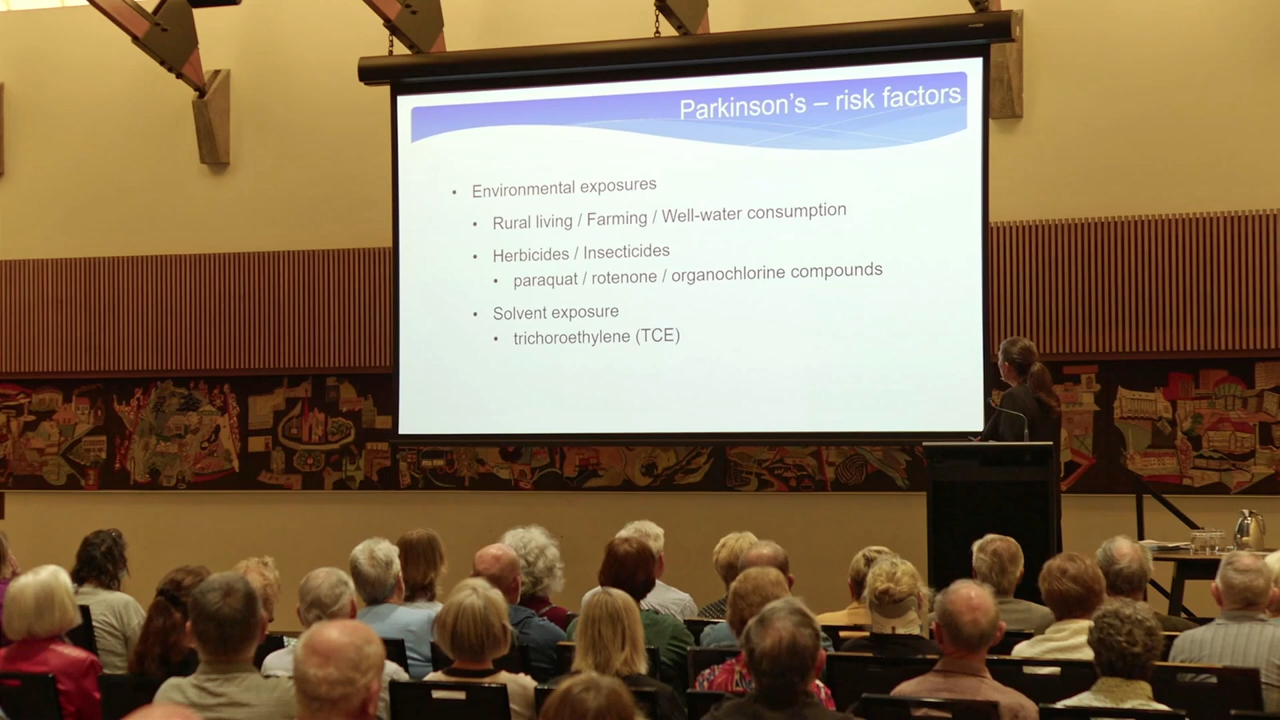 Parkinson's – risk factors
• Environmental exposures
• Rural living / Farming / Well-water consumption
• Herbicides / Insecticides
• paraquat / rotenone / organochlorine compounds
• Solvent exposure
• trichoroethylene (TCE)